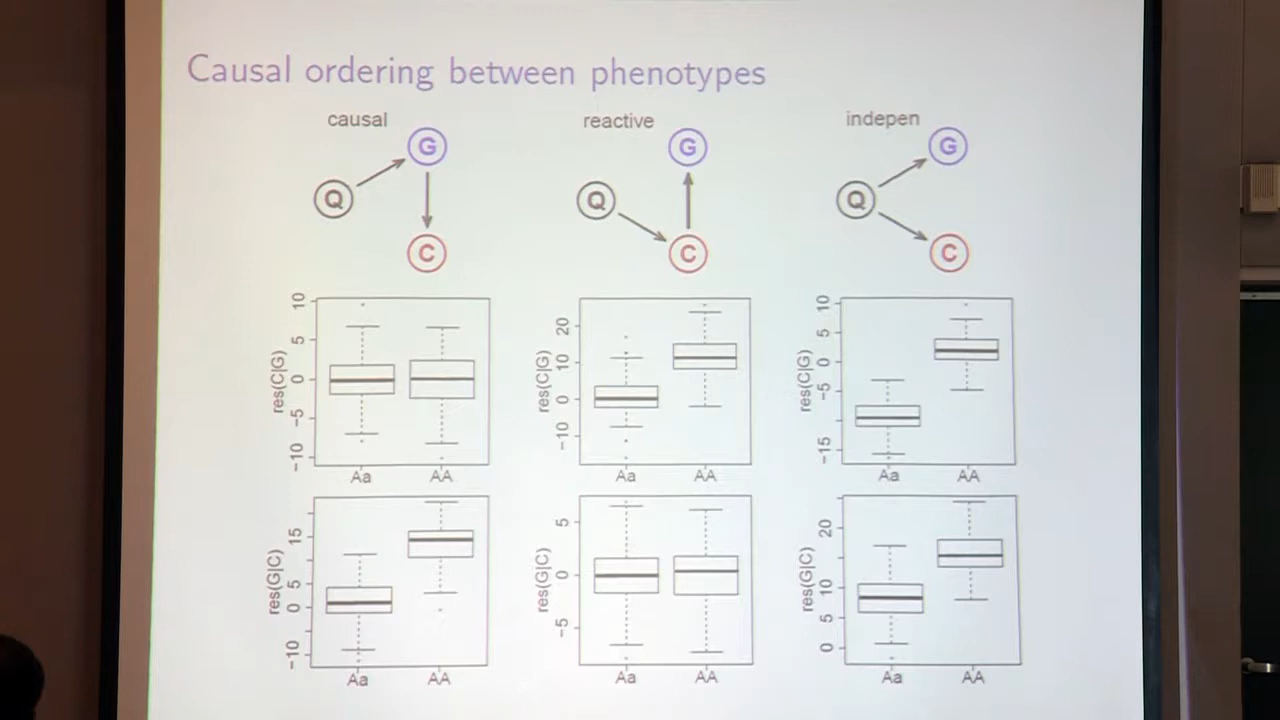 Causal ordering between phenotypes
causal
reactive
indepen
G
G
G
Q
Q
Q
C
C
C
res(C|G)
10
5
0
−5
−10
Aa
AA
res(C|G)
20
10
0
−10
Aa
AA
res(C|G)
10
5
0
−5
−15
Aa
AA
res(G|C)
15
5
0
−10
Aa
AA
res(G|C)
5
0
−5
Aa
AA
res(G|C)
20
10
5
0
Aa
AA